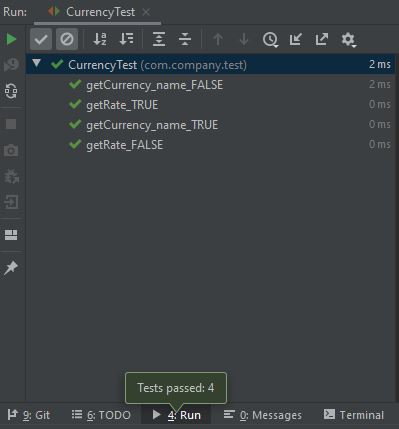 Run: CurrencyTest
CurrencyTest (com.company.test) 2 ms
getCurrency_name_FALSE 2 ms
getRate_TRUE 0 ms
getCurrency_name_TRUE 0 ms
getRate_FALSE 0 ms
Tests passed: 4
9: Git 6: TODO 4: Run 0: Messages Terminal